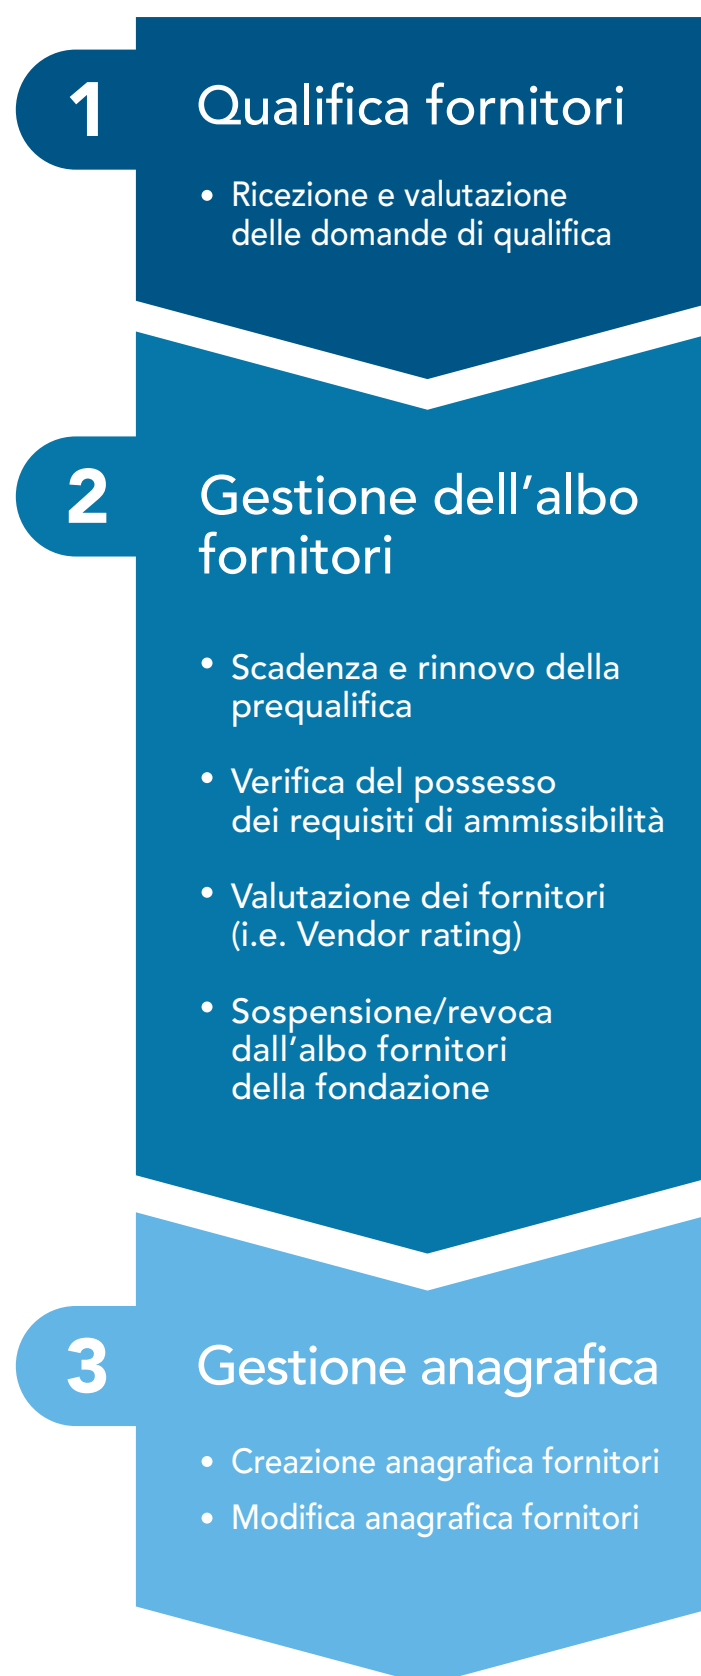 1
Qualifica fornitori
• Ricezione e valutazione
delle domande di qualifica
2
Gestione dell’albo
fornitori
• Scadenza e rinnovo della
prequalifica
• Verifica del possesso
dei requisiti di ammissibilità
• Valutazione dei fornitori
(i.e. Vendor rating)
• Sospensione/revoca
dall’albo fornitori
della fondazione
3
Gestione anagrafica
• Creazione anagrafica fornitori
• Modifica anagrafica fornitori